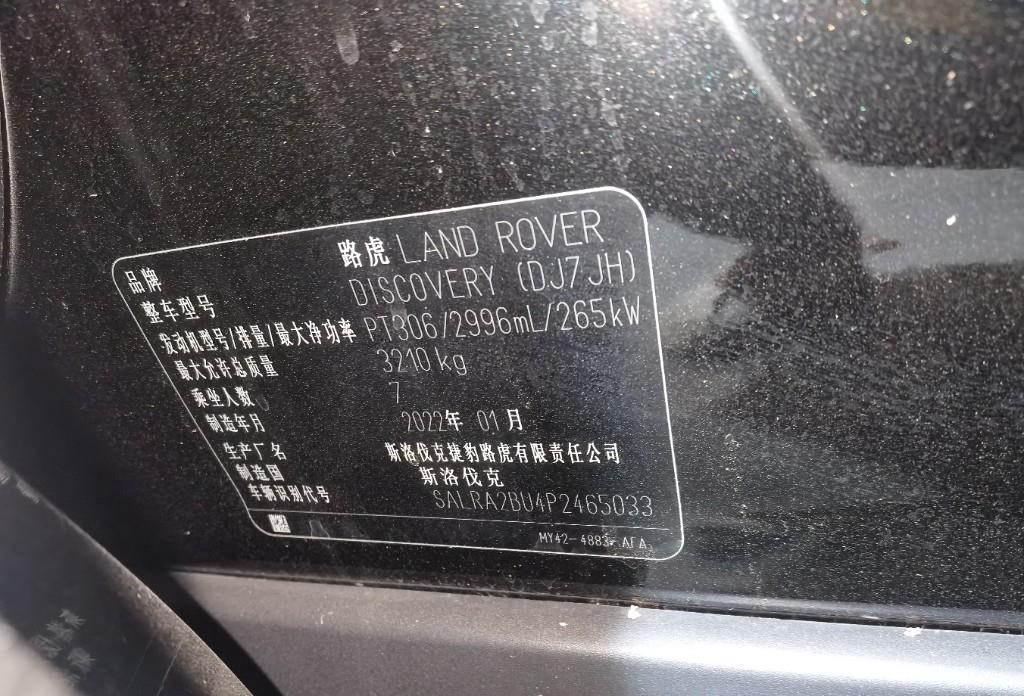 品牌 路虎 LAND ROVER
整车型号 DISCOVERY (DJ7JH)
发动机型号/排量/最大净功率 PT306/2996mL/265kW
最大允许总质量 3210 kg
乘坐人数 7
制造年月 2022年 01月
生产厂名 斯洛伐克捷豹路虎有限责任公司
制造国 斯洛伐克
车辆识别代号 SALRA2BU4P2465033